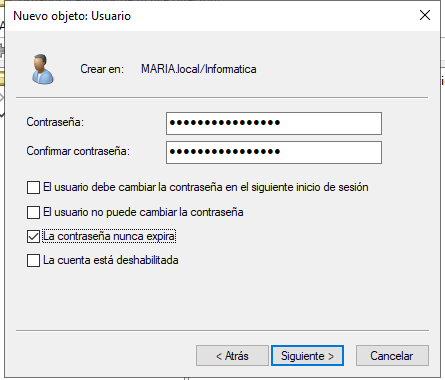 Nuevo objeto: Usuario
Crear en: MARIA.local/Informatica
Contraseña: ●●●●●●●●●●●●●●●●
Confirmar contraseña: ●●●●●●●●●●●●●●●●
El usuario debe cambiar la contraseña en el siguiente inicio de sesión
El usuario no puede cambiar la contraseña
La contraseña nunca expira
La cuenta está deshabilitada
< Atrás Siguiente > Cancelar